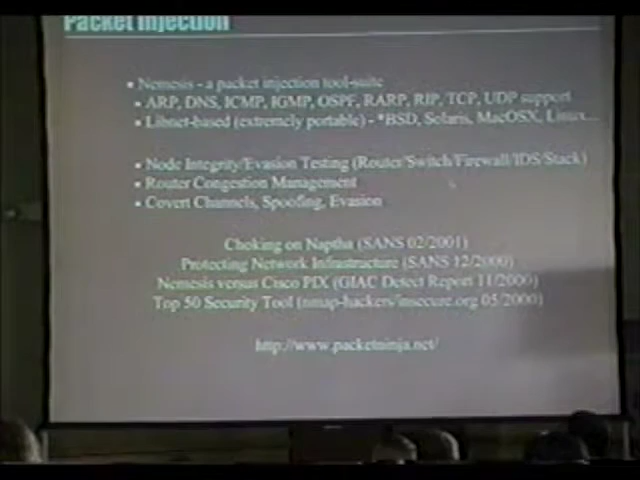 Packet Injection
• Nemesis - a packet injection tool-suite
• ARP, DNS, ICMP, IGMP, OSPF, RARP, RIP, TCP, UDP support
• Libnet-based (extremely portable) - *BSD, Solaris, MacOSX, Linux...
• Node Integrity/Evasion Testing (Router/Switch/Firewall/IDS/Stack)
• Router Congestion Management
• Covert Channels, Spoofing, Evasion
Choking on Naptha (SANS 02/2001)
Protecting Network Infrastructure (SANS 12/2000)
Nemesis versus Cisco PIX (GIAC Detect Report 11/2000)
Top 50 Security Tool (nmap-hackers/insecure.org 05/2000)
http://www.packetninja.net/